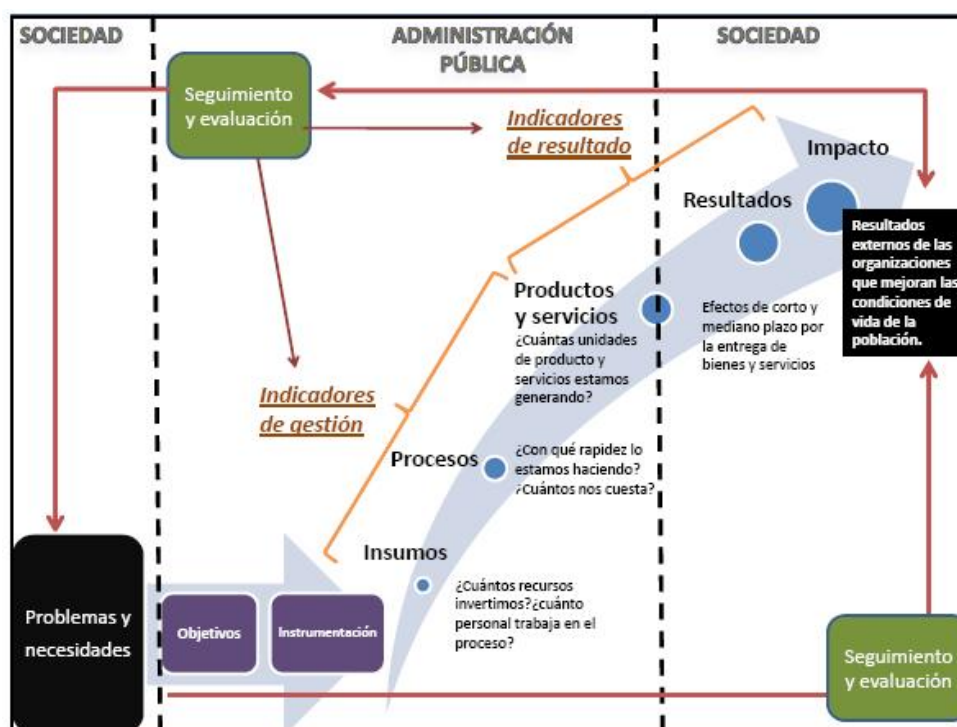 SOCIEDAD
ADMINISTRACIÓN
PÚBLICA
SOCIEDAD
Seguimiento
y evaluación
Indicadores
de resultado
Impacto
Resultados
Resultados
externos de las
organizaciones
que mejoran las
condiciones de
vida de la
población.
Productos
y servicios
¿Cuántas unidades
de producto y
servicios estamos
generando?
Efectos de corto y
mediano plazo por
la entrega de
bienes y servicios
Indicadores
de gestión
Procesos
¿Con qué rapidez lo
estamos haciendo?
¿Cuántos nos cuesta?
Insumos
¿Cuántos recursos
invertimos?¿cuánto
personal trabaja en el
proceso?
Problemas y
necesidades
Objetivos
Instrumentación
Seguimiento
y evaluación